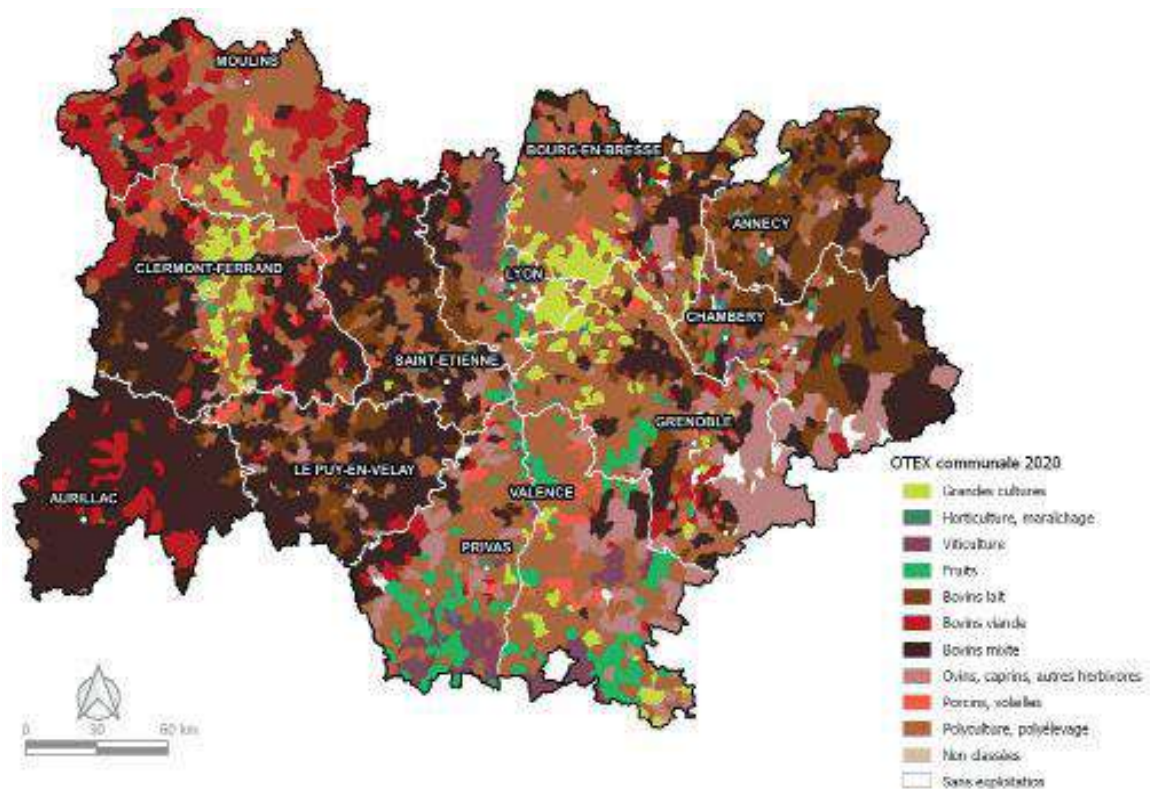 MOULINS
BOURG-EN-BRESSE
ANNECY
CLERMONT-FERRAND
LYON
CHAMBERY
SAINT-ETIENNE
GRENOBLE
LE PUY-EN-VELAY
AURILLAC
VALENCE
PRIVAS
OTEX communale 2020
Grandes cultures
Horticulture, maraîchage
Viticulture
Fruits
Bovins lait
Bovins viande
Bovins mixte
Ovins, caprins, autres herbivores
Porcins, volailles
Polyculture, polyélevage
Non classées
Sans exploitation
0 30 60 km